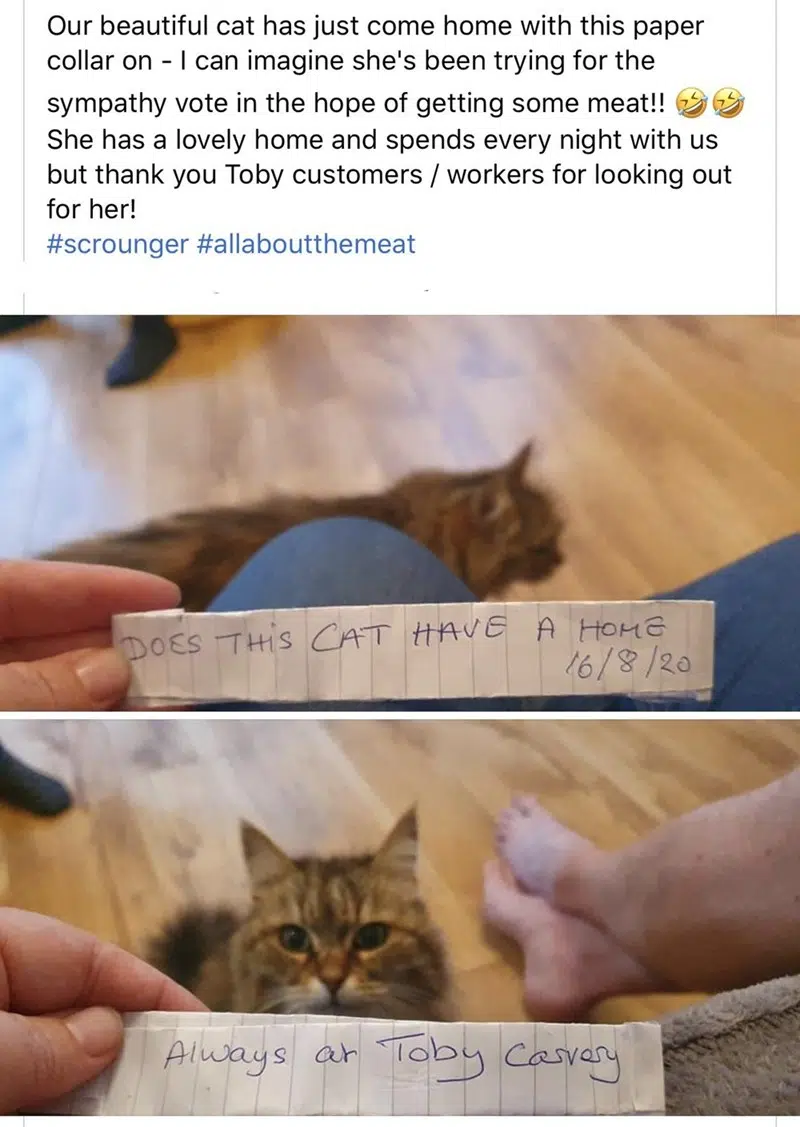 Our beautiful cat has just come home with this paper
collar on - I can imagine she's been trying for the
sympathy vote in the hope of getting some meat!! 🤣🤣
She has a lovely home and spends every night with us
but thank you Toby customers / workers for looking out
for her!
#scrounger #allaboutthemeat
DOES THIS CAT HAVE A HOME
16/8/20
Always at Toby Carvery